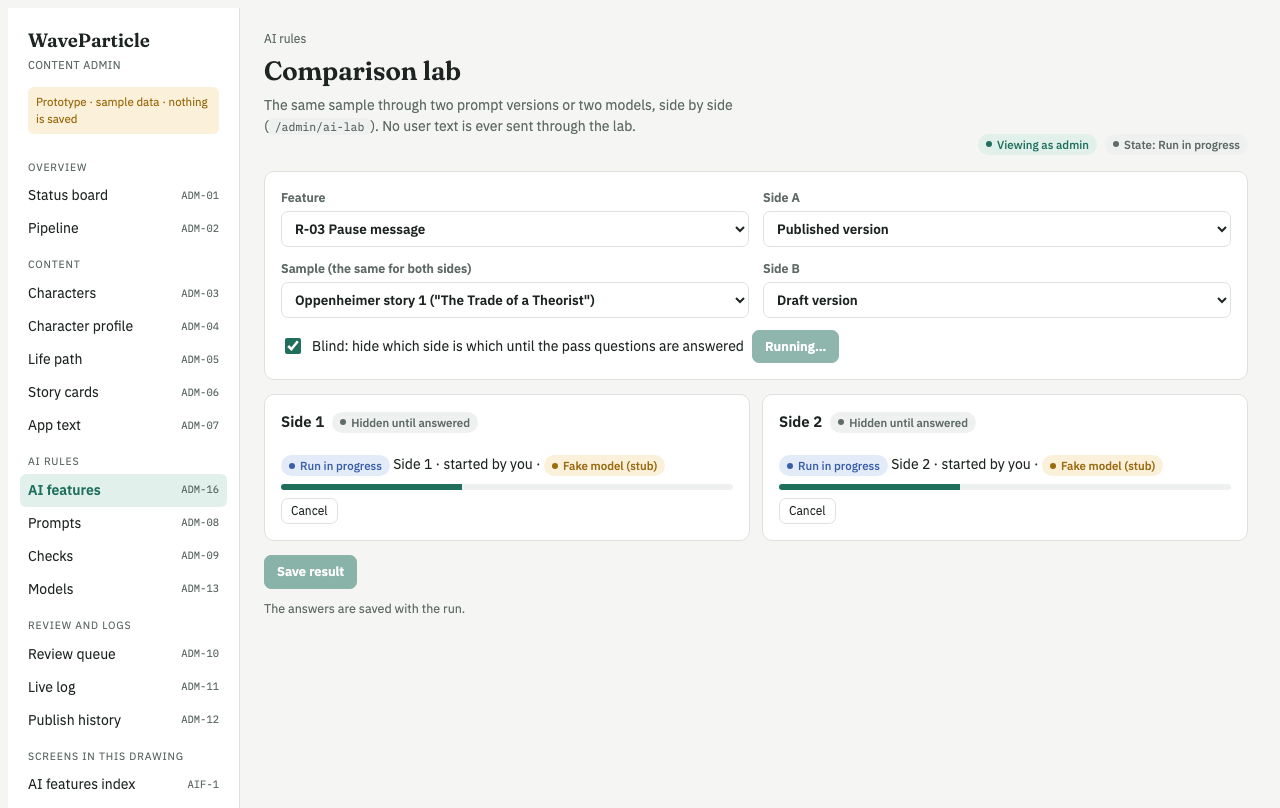 WaveParticle
CONTENT ADMIN
Prototype · sample data · nothing
is saved
OVERVIEW
Status board ADM-01
Pipeline ADM-02
CONTENT
Characters ADM-03
Character profile ADM-04
Life path ADM-05
Story cards ADM-06
App text ADM-07
AI RULES
AI features ADM-16
Prompts ADM-08
Checks ADM-09
Models ADM-13
REVIEW AND LOGS
Review queue ADM-10
Live log ADM-11
Publish history ADM-12
SCREENS IN THIS DRAWING
AI features index AIF-1
AI rules
Comparison lab
The same sample through two prompt versions or two models, side by side
( /admin/ai-lab ). No user text is ever sent through the lab.
Viewing as admin State: Run in progress
Feature Side A
R-03 Pause message Published version
Sample (the same for both sides) Side B
Oppenheimer story 1 ("The Trade of a Theorist") Draft version
Blind: hide which side is which until the pass questions are answered Running…
Side 1 Hidden until answered
Run in progress Side 1 · started by you · Fake model (stub)
Cancel
Side 2 Hidden until answered
Run in progress Side 2 · started by you · Fake model (stub)
Cancel
Save result
The answers are saved with the run.